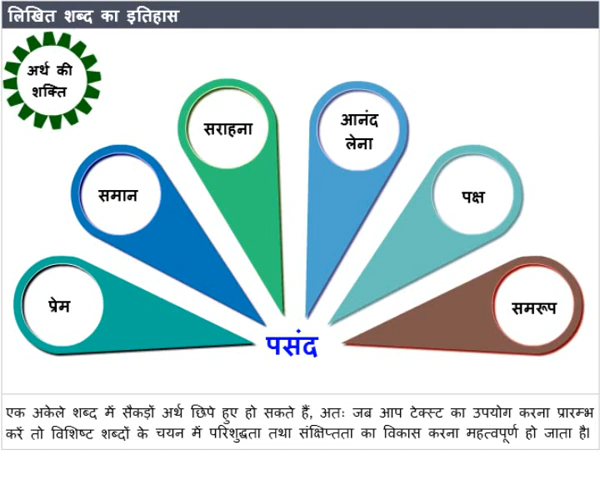 लिखित शब्द का इतिहास
अर्थ की
शक्ति
प्रेम
समान
सराहना
आनंद
लेना
पक्ष
समरूप
पसंद
एक अकेले शब्द में सैकड़ों अर्थ छिपे हुए हो सकते हैं, अतः जब आप टेक्स्ट का उपयोग करना प्रारम्भ
करें तो विशिष्ट शब्दों के चयन में परिशुद्धता तथा संक्षिप्तता का विकास करना महत्वपूर्ण हो जाता है।